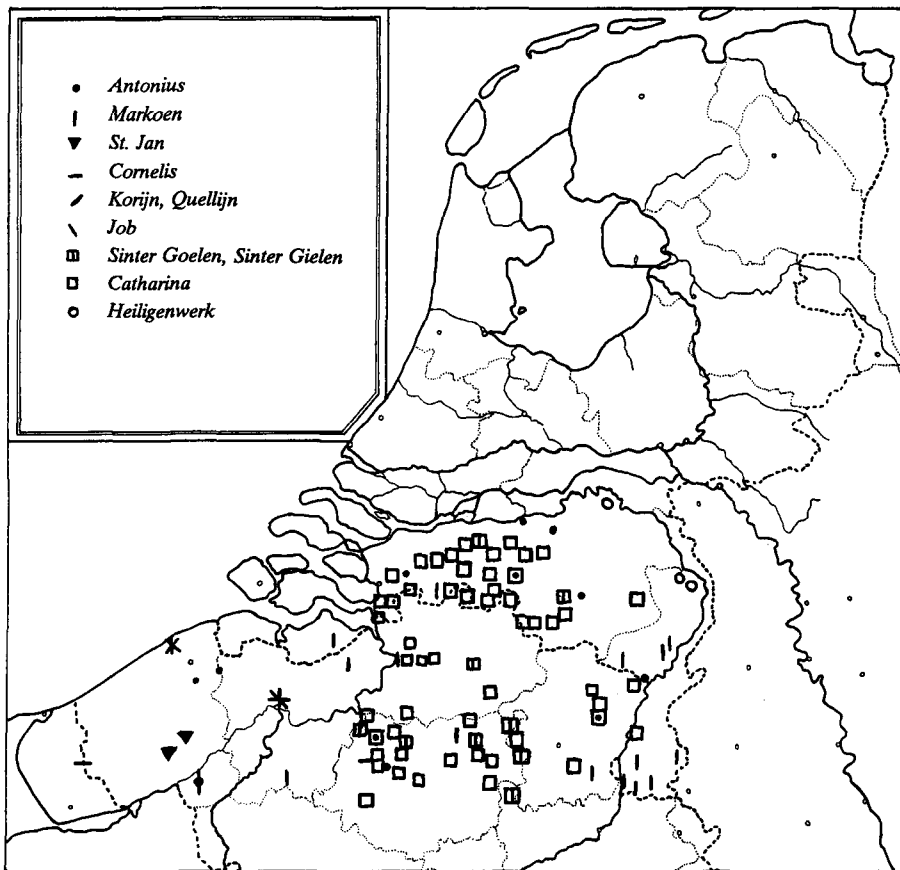 Antonius
Markoen
St. Jan
Cornelis
Korijn, Quellijn
Job
Sinter Goelen, Sinter Gielen
Catharina
Heiligenwerk